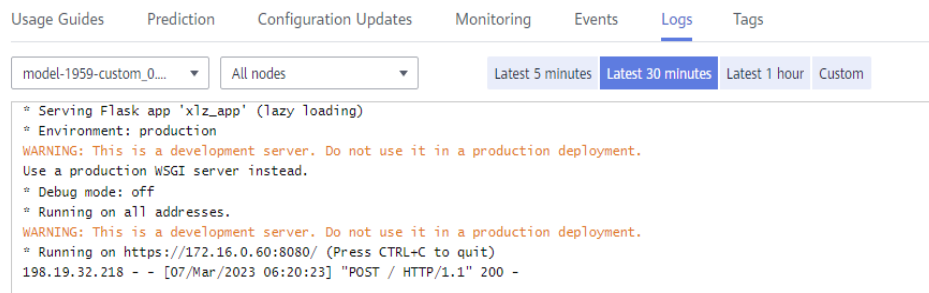 Usage Guides Prediction Configuration Updates Monitoring Events Logs Tags
model-1959-custom_0.... All nodes Latest 5 minutes Latest 30 minutes Latest 1 hour Custom
* Serving Flask app 'xlz_app' (lazy loading)
* Environment: production
WARNING: This is a development server. Do not use it in a production deployment.
Use a production WSGI server instead.
* Debug mode: off
* Running on all addresses.
WARNING: This is a development server. Do not use it in a production deployment.
* Running on https://172.16.0.60:8080/ (Press CTRL+C to quit)
198.19.32.218 - - [07/Mar/2023 06:20:23] "POST / HTTP/1.1" 200 -